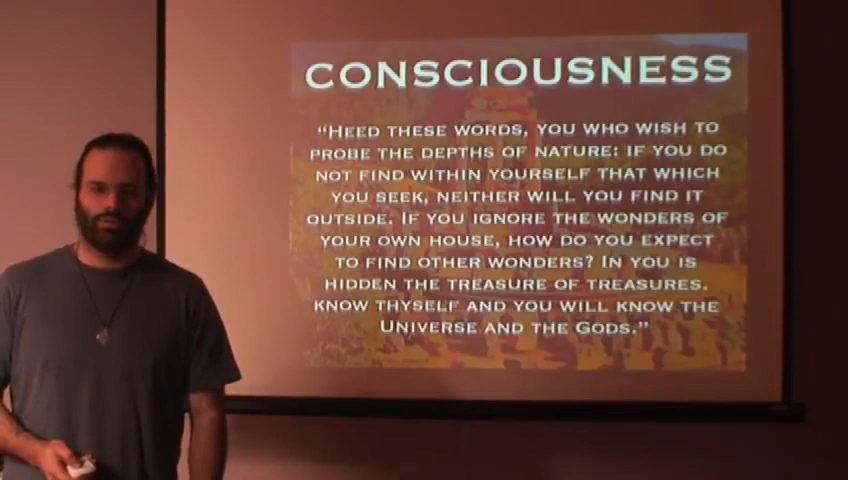 CONSCIOUSNESS
“HEED THESE WORDS, YOU WHO WISH TO
PROBE THE DEPTHS OF NATURE: IF YOU DO
NOT FIND WITHIN YOURSELF THAT WHICH
YOU SEEK, NEITHER WILL YOU FIND IT
OUTSIDE. IF YOU IGNORE THE WONDERS OF
YOUR OWN HOUSE, HOW DO YOU EXPECT
TO FIND OTHER WONDERS? IN YOU IS
HIDDEN THE TREASURE OF TREASURES.
KNOW THYSELF AND YOU WILL KNOW THE
UNIVERSE AND THE GODS.”